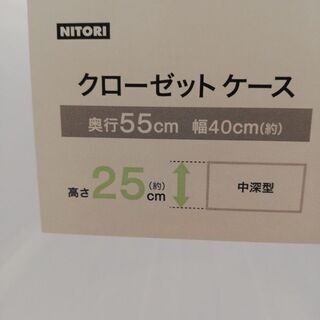 NITORI
クローゼット ケース
奥行55cm 幅40cm(約)
高さ25(約)cm
中深型